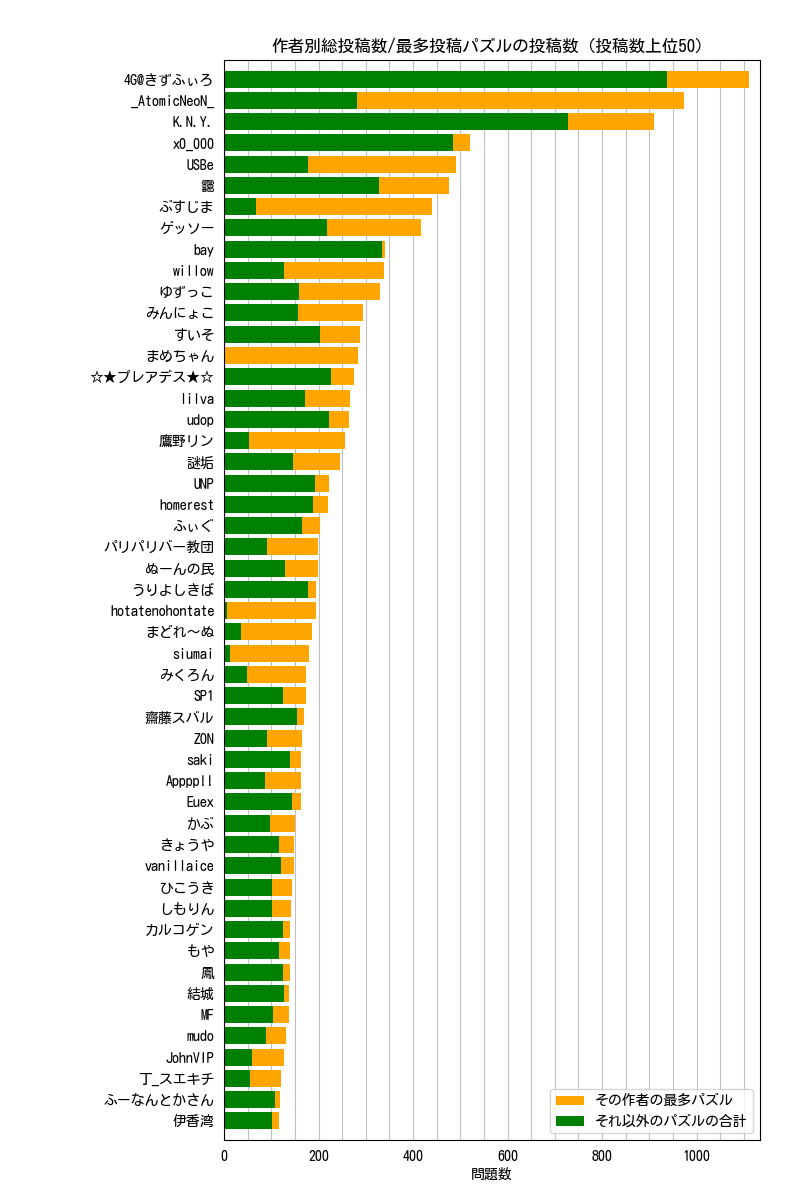 作者別総投稿数/最多投稿パズルの投稿数 (投稿数上位50)
4G@きずふぃろ
_AtomicNeoN_
K.N.Y.
x0_000
USBe
靐
ぶすじま
ゲッソー
bay
willow
ゆずっこ
みんにょこ
すいそ
まめちゃん
☆★プレアデス★☆
lilva
udop
鷹野リン
謎垢
UNP
homerest
ふぃぐ
パリパリバー教団
ぬーんの民
うりよしきば
hotatenohontate
まどれ〜ぬ
siumai
みくろん
SP1
齋藤スバル
ZON
saki
Appppll
Euex
かぶ
きょうや
vanillaice
ひこうき
しもりん
カルコゲン
もや
鳳
結城
MF
mudo
JohnVIP
丁_スエキチ
ふーなんとかさん
伊香湾
その作者の最多パズル
それ以外のパズルの合計
0 200 400 600 800 1000
問題数